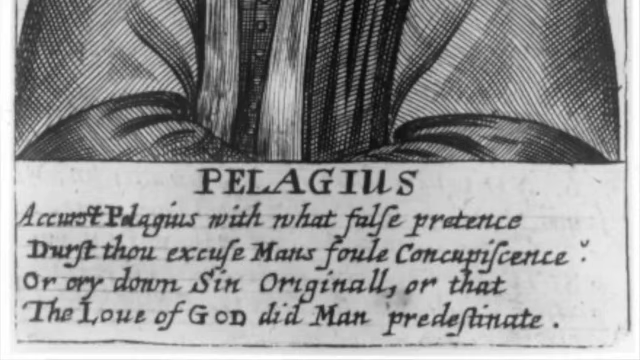 PELAGIUS
Accurst Pelagius with what falſe pretence
Durst thou excuſe Mans foule Concupiſcence
Or cry down Sin Originall, or that
The Loue of GOD did Man predeſtinate .